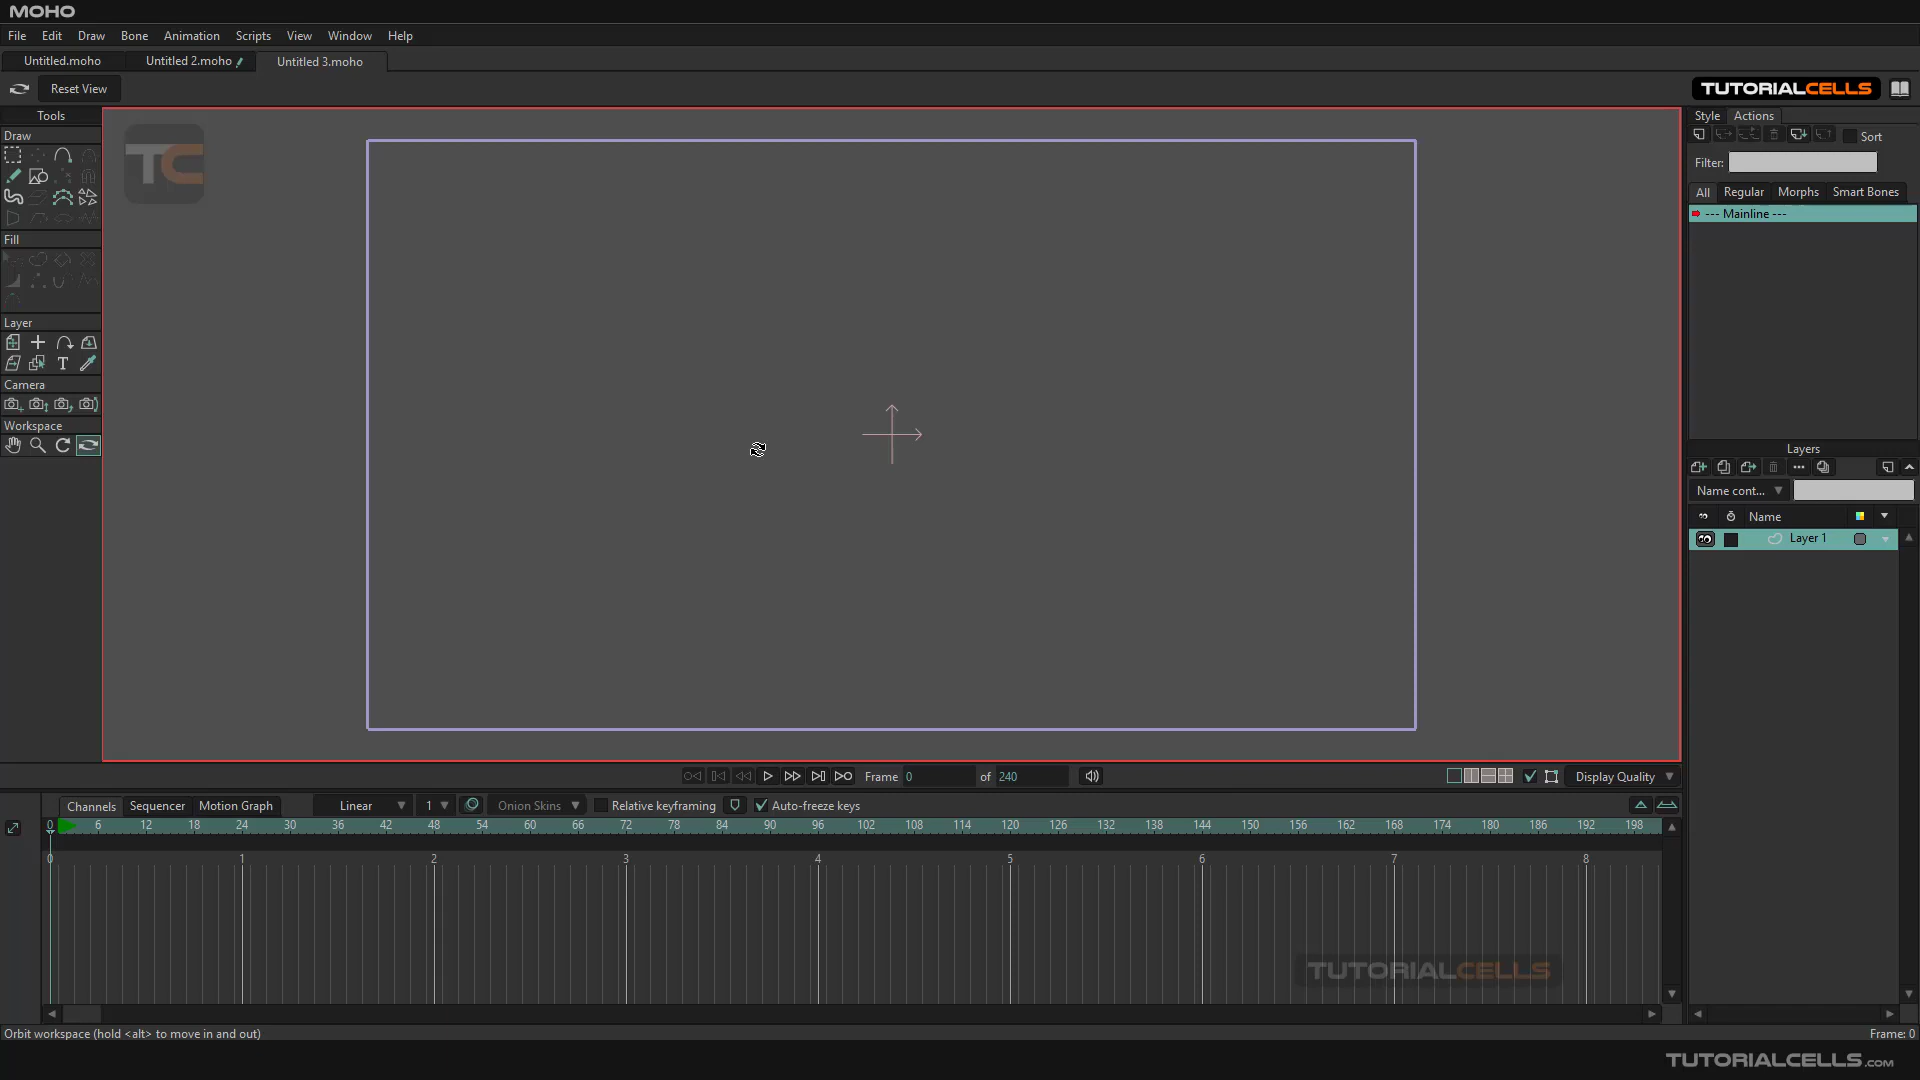 MOHO
File Edit Draw Bone Animation Scripts View Window Help
Untitled.moho Untitled 2.moho Untitled 3.moho
Reset View
TUTORIALCELLS
Tools
Draw
Fill
Layer
T
Camera
Workspace
TC
Style Actions
Sort
Filter:
All Regular Morphs Smart Bones
--- Mainline ---
Layers
Name cont...
Name
Layer 1
Frame 0 of 240
Display Quality
Channels Sequencer Motion Graph Linear 1 Onion Skins Relative keyframing Auto-freeze keys
0 6 12 18 24 30 36 42 48 54 60 66 72 78 84 90 96 102 108 114 120 126 132 138 144 150 156 162 168 174 180 186 192 198
0 1 2 3 4 5 6 7 8
TUTORIALCELLS
Orbit workspace (hold <alt> to move in and out) Frame: 0
TUTORIALCELLS.COM